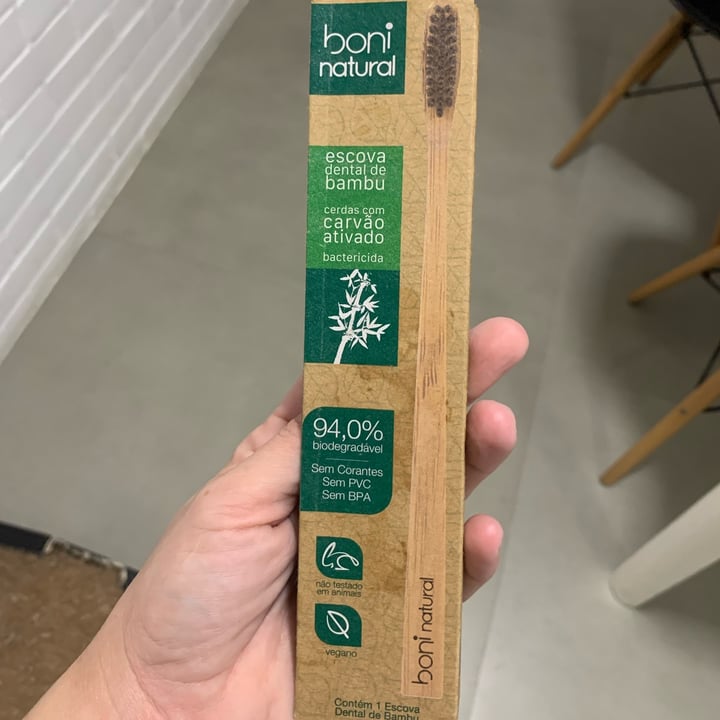 boni
natural
escova
dental de
bambu
cerdas com
carvão
ativado
bactericida
94,0%
biodegradável
Sem Corantes
Sem PVC
Sem BPA
não testado
em animais
vegano
boni natural
Contém 1 Escova
Dental de Bambu